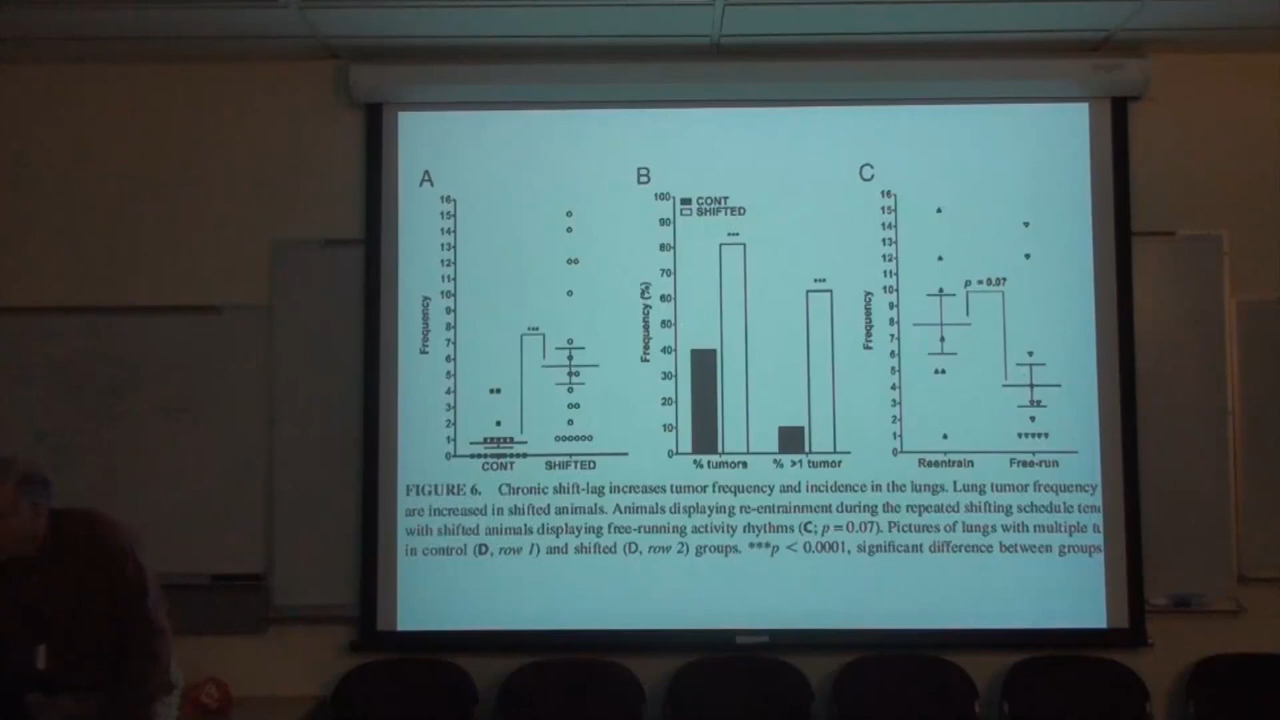 A
B
C
Frequency
16
15
14
13
12
11
10
9
8
7
6
5
4
3
2
1
0
***
CONT
SHIFTED
Frequency (%)
100
90
80
70
60
50
40
30
20
10
0
CONT
SHIFTED
***
***
% tumors
% >1 tumor
Frequency
16
15
14
13
12
11
10
9
8
7
6
5
4
3
2
1
0
p = 0.07
Reentrain
Free-run
FIGURE 6. Chronic shift-lag increases tumor frequency and incidence in the lungs. Lung tumor frequency
are increased in shifted animals. Animals displaying re-entrainment during the repeated shifting schedule
with shifted animals displaying free-running activity rhythms (C; p = 0.07). Pictures of lungs with multiple
in control (D, row 1) and shifted (D, row 2) groups. ***p < 0.0001, significant difference between groups